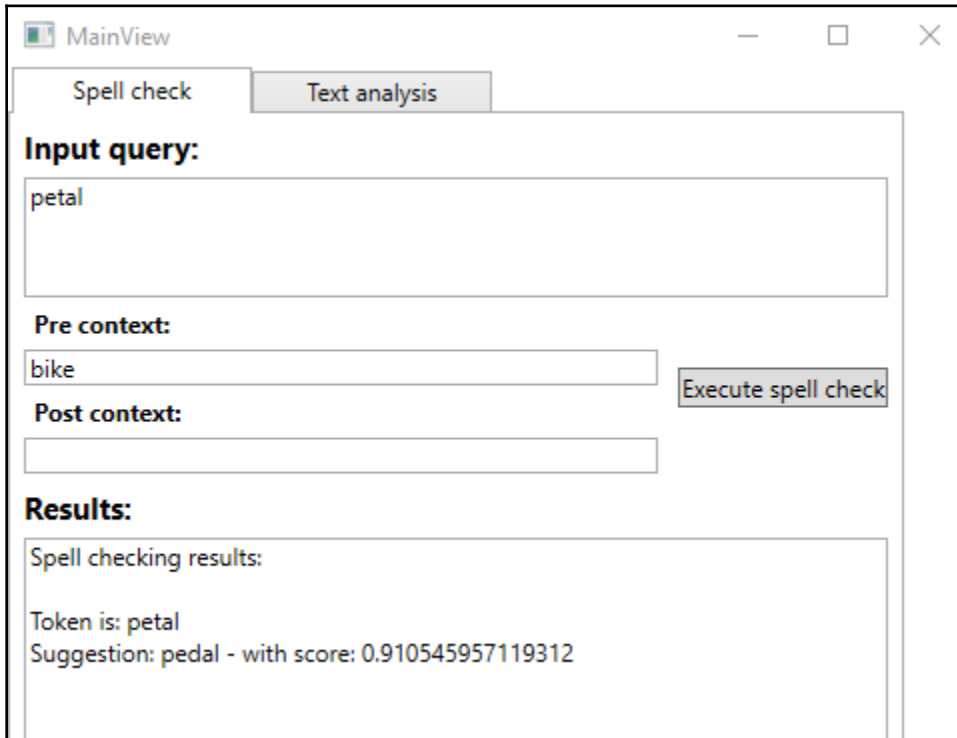 MainView
Spell check
Text analysis
Input query:
petal
Pre context:
bike
Execute spell check
Post context:
Results:
Spell checking results:
Token is: petal
Suggestion: pedal - with score: 0.910545957119312